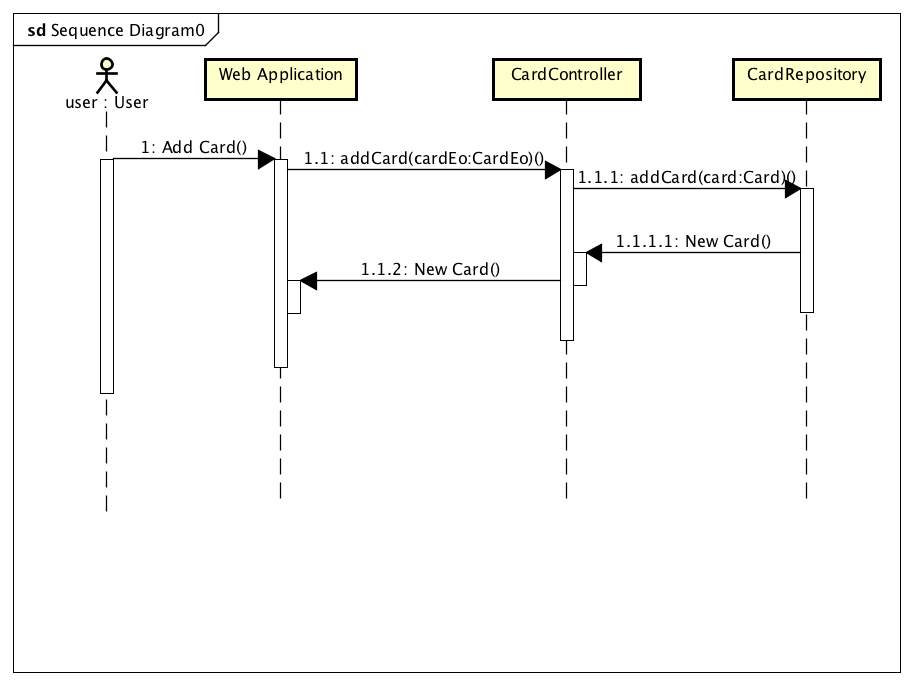 sd Sequence Diagram0
user : User
Web Application
CardController
CardRepository
1: Add Card()
1.1: addCard(cardEo:CardEo)()
1.1.1: addCard(card:Card)()
1.1.1.1: New Card()
1.1.2: New Card()